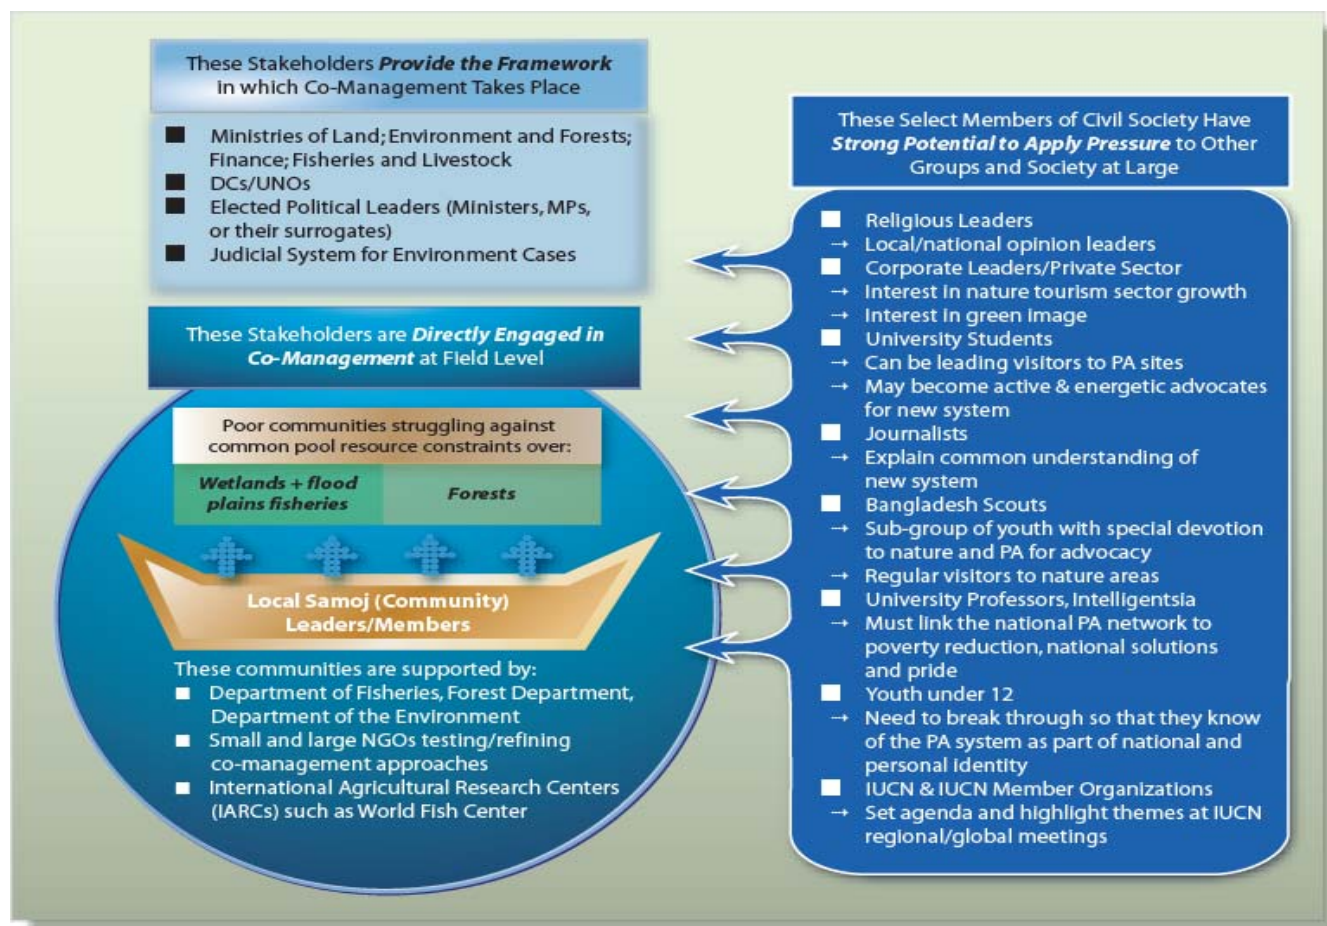 These Stakeholders Provide the Framework
in which Co-Management Takes Place
■ Ministries of Land; Environment and Forests;
Finance; Fisheries and Livestock
■ DCs/UNOs
■ Elected Political Leaders (Ministers, MPs,
or their surrogates)
■ Judicial System for Environment Cases
These Stakeholders are Directly Engaged in
Co-Management at Field Level
Poor communities struggling against
common pool resource constraints over:
Wetlands + flood
plains fisheries
Forests
Local Samoj (Community)
Leaders/Members
These communities are supported by:
■ Department of Fisheries, Forest Department,
Department of the Environment
■ Small and large NGOs testing/refining
co-management approaches
■ International Agricultural Research Centers
(IARCs) such as World Fish Center
These Select Members of Civil Society Have
Strong Potential to Apply Pressure to Other
Groups and Society at Large
■ Religious Leaders
→ Local/national opinion leaders
■ Corporate Leaders/Private Sector
→ Interest in nature tourism sector growth
→ Interest in green image
■ University Students
→ Can be leading visitors to PA sites
→ May become active & energetic advocates
for new system
■ Journalists
→ Explain common understanding of
new system
■ Bangladesh Scouts
→ Sub-group of youth with special devotion
to nature and PA for advocacy
→ Regular visitors to nature areas
■ University Professors, Intelligentsia
→ Must link the national PA network to
poverty reduction, national solutions
and pride
■ Youth under 12
→ Need to break through so that they know
of the PA system as part of national and
personal identity
■ IUCN & IUCN Member Organizations
→ Set agenda and highlight themes at IUCN
regional/global meetings